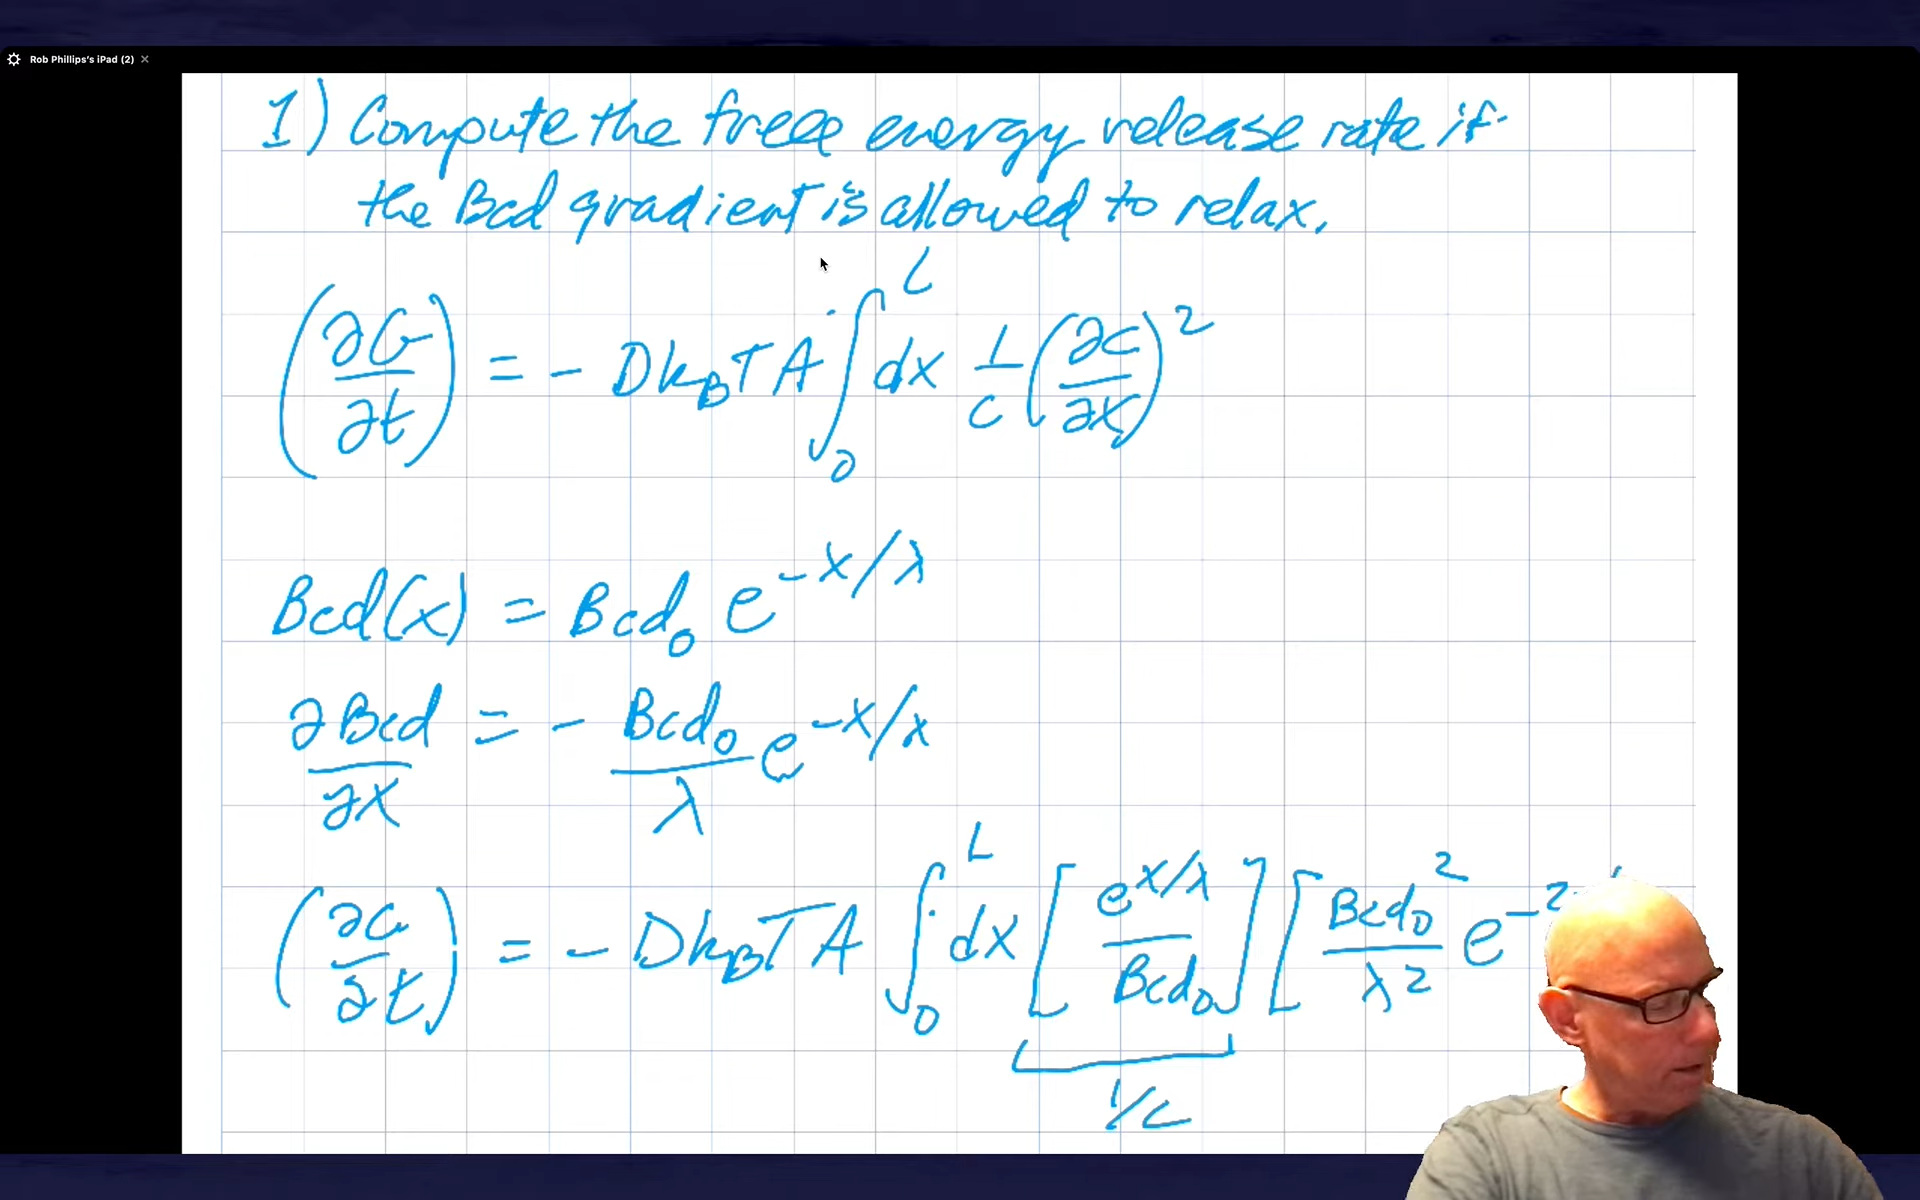 Rob Phillips's iPad (2) ×
1) Compute the free energy release rate if
the Bcd gradient is allowed to relax.
(∂G/∂t) = - D k_B T A ∫_0^L dx 1/c (∂c/∂x)^2
Bcd(x) = Bcd_0 e^{-x/λ}
∂Bcd/∂x = - Bcd_0/λ e^{-x/λ}
(∂G/∂t) = - D k_B T A ∫_0^L dx [e^{x/λ}/Bcd_0] [Bcd_0^2/λ^2 e^{-2
1/c